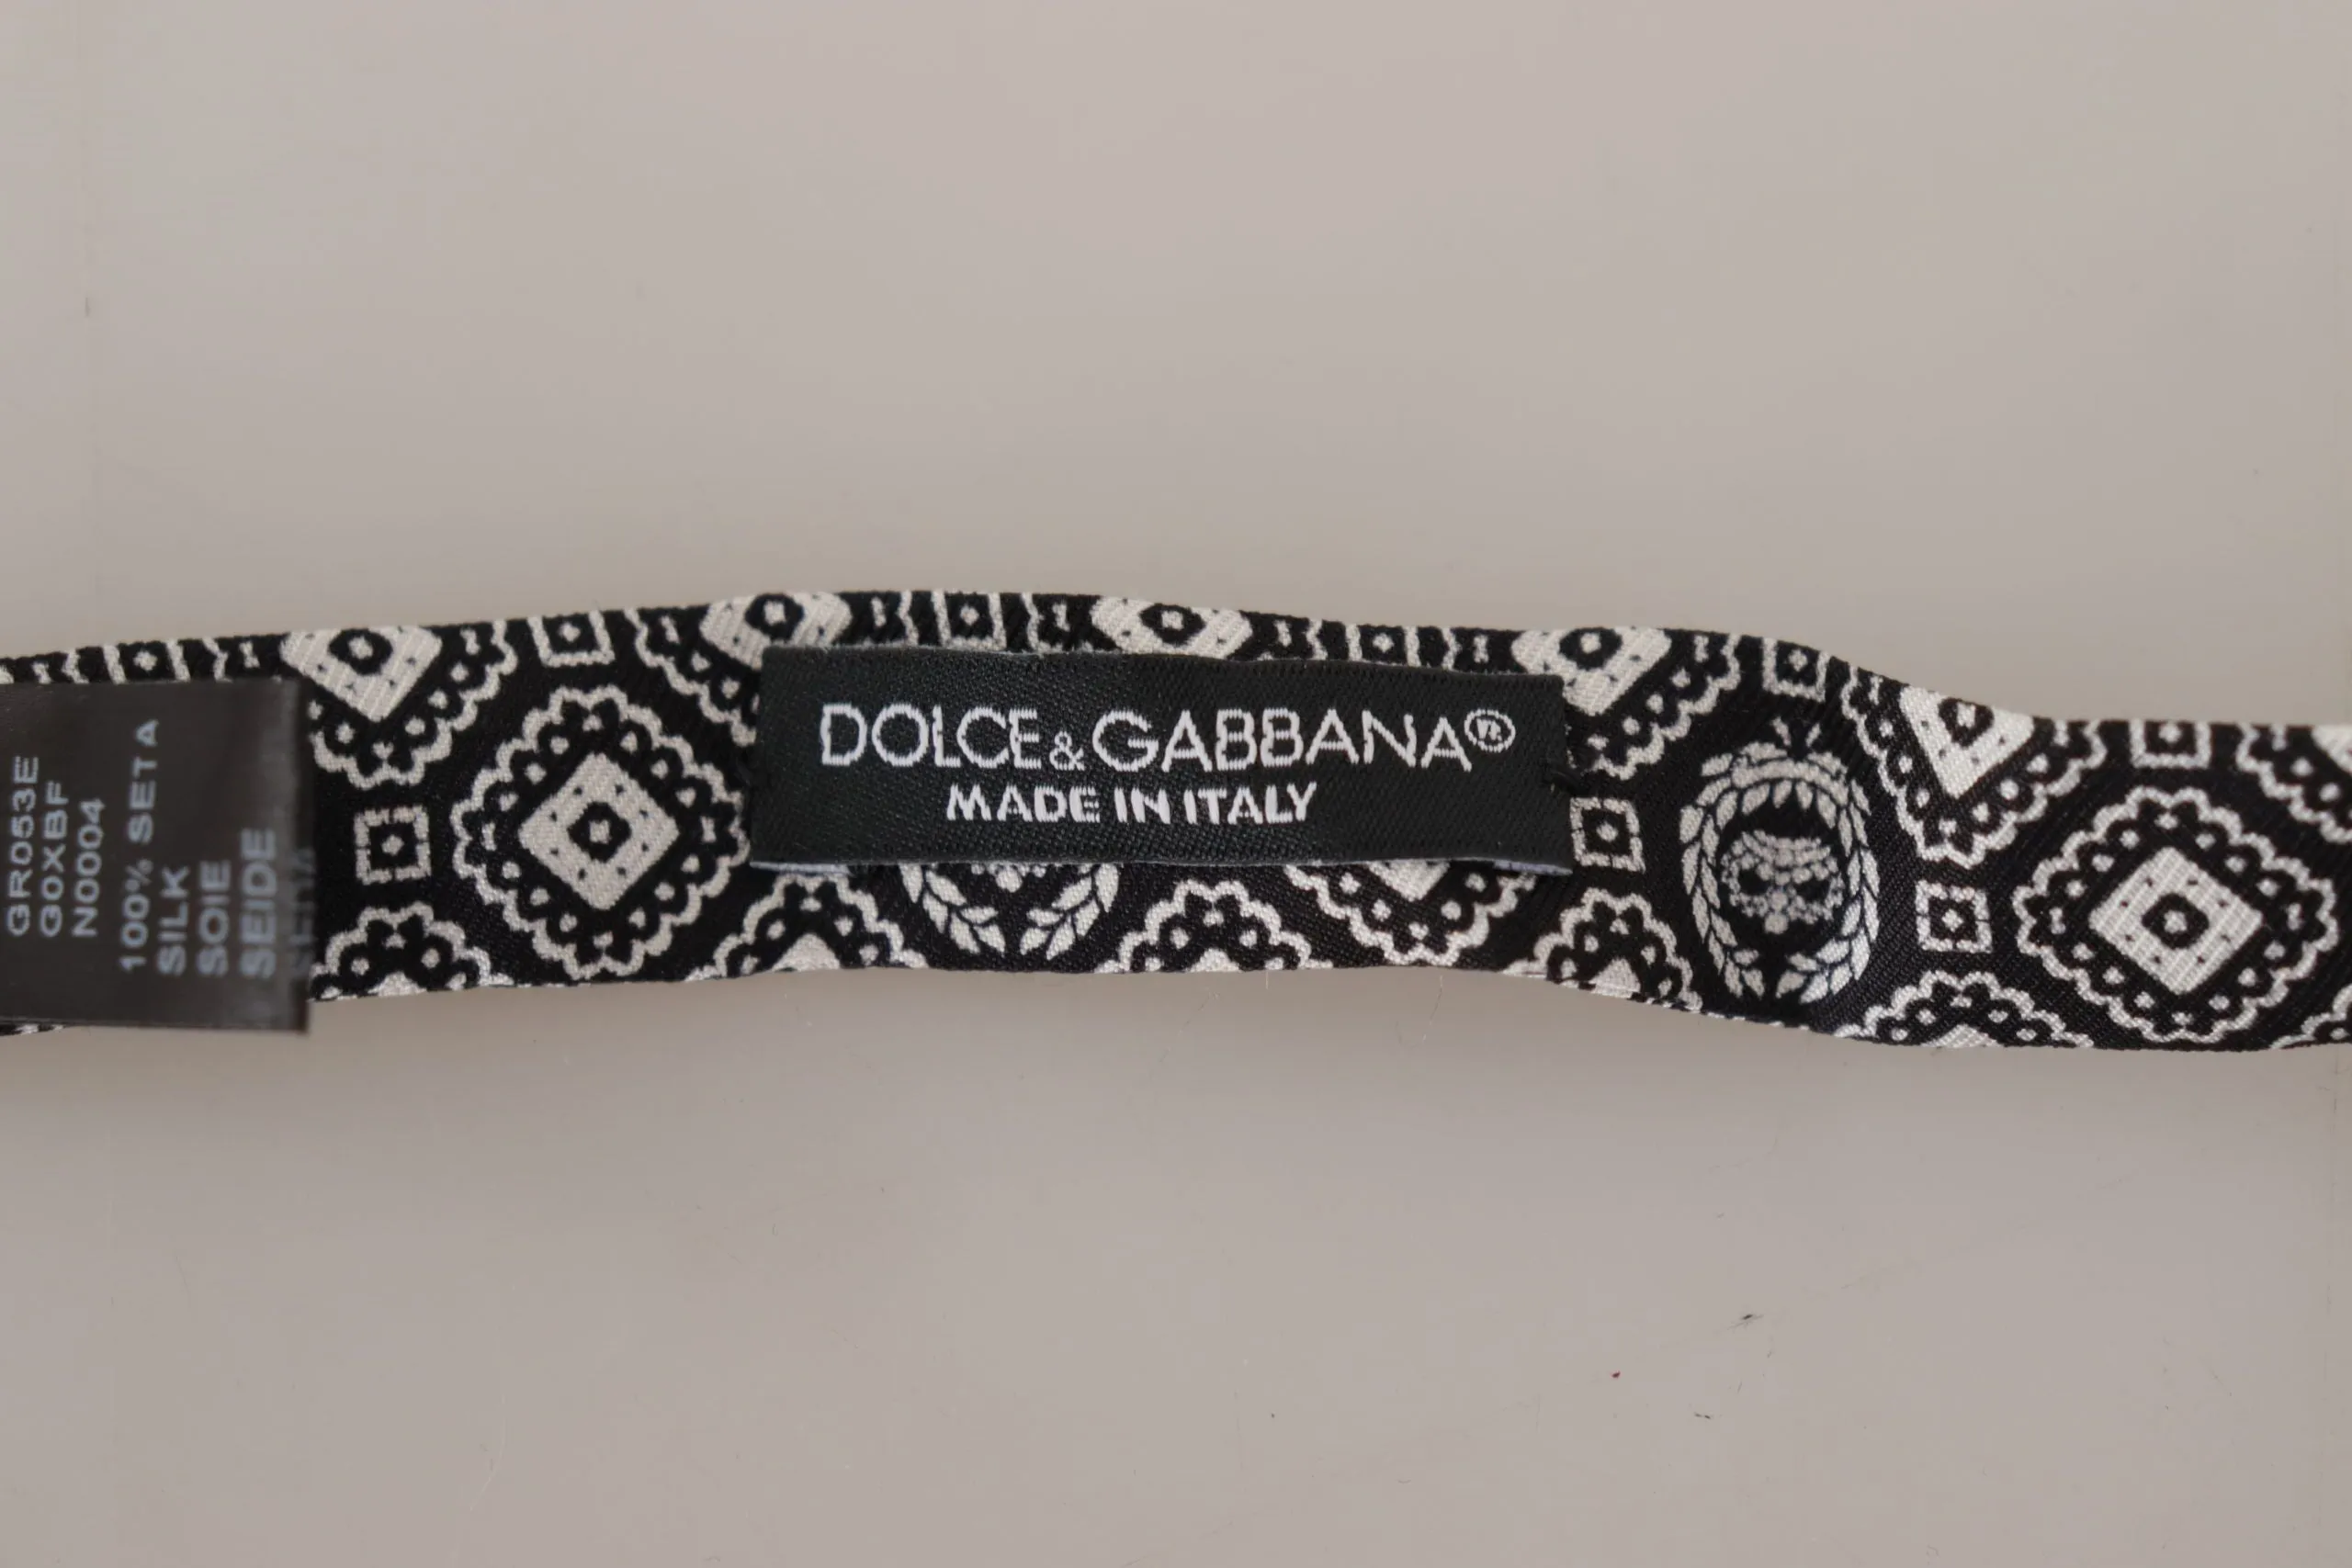 GR053E
G0XBF
N0004
100% SETA
SILK
SOIE
SEIDE
DOLCE&GABBANA®
MADE IN ITALY